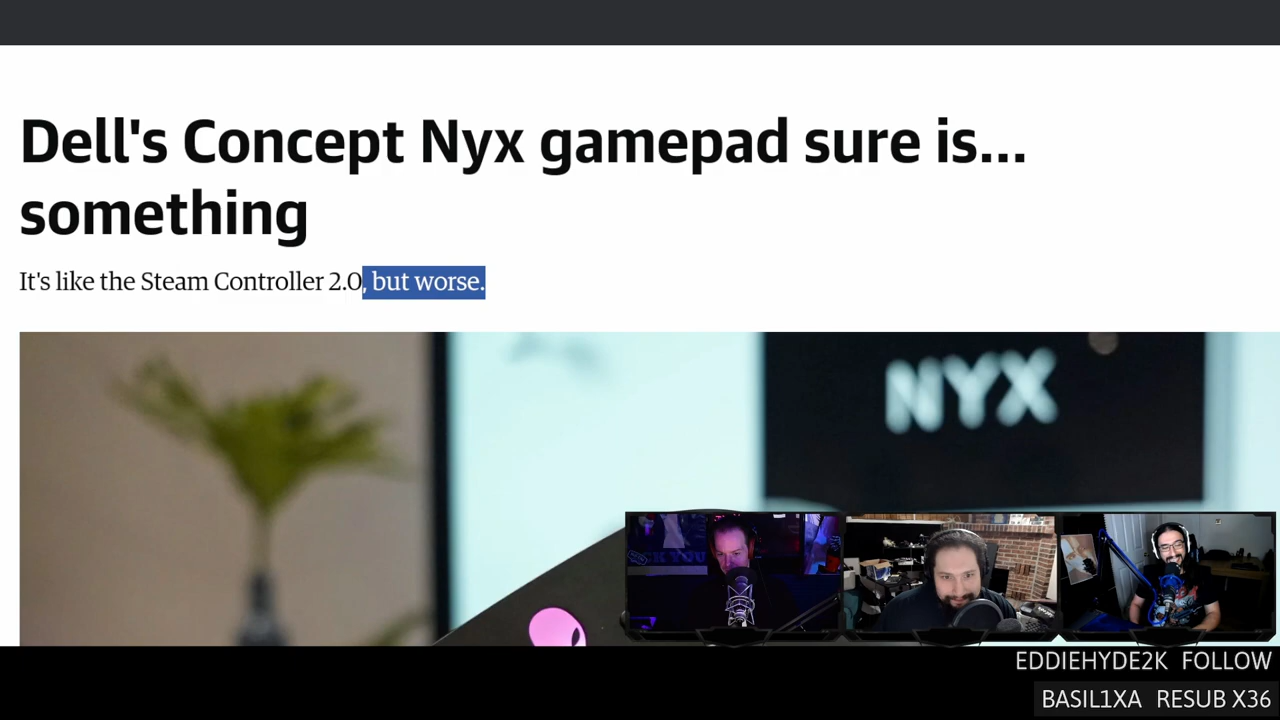 Dell's Concept Nyx gamepad sure is...
something
It's like the Steam Controller 2.0, but worse.
NYX
EDDIEHYDE2K FOLLOW
BASIL1XA RESUB X36